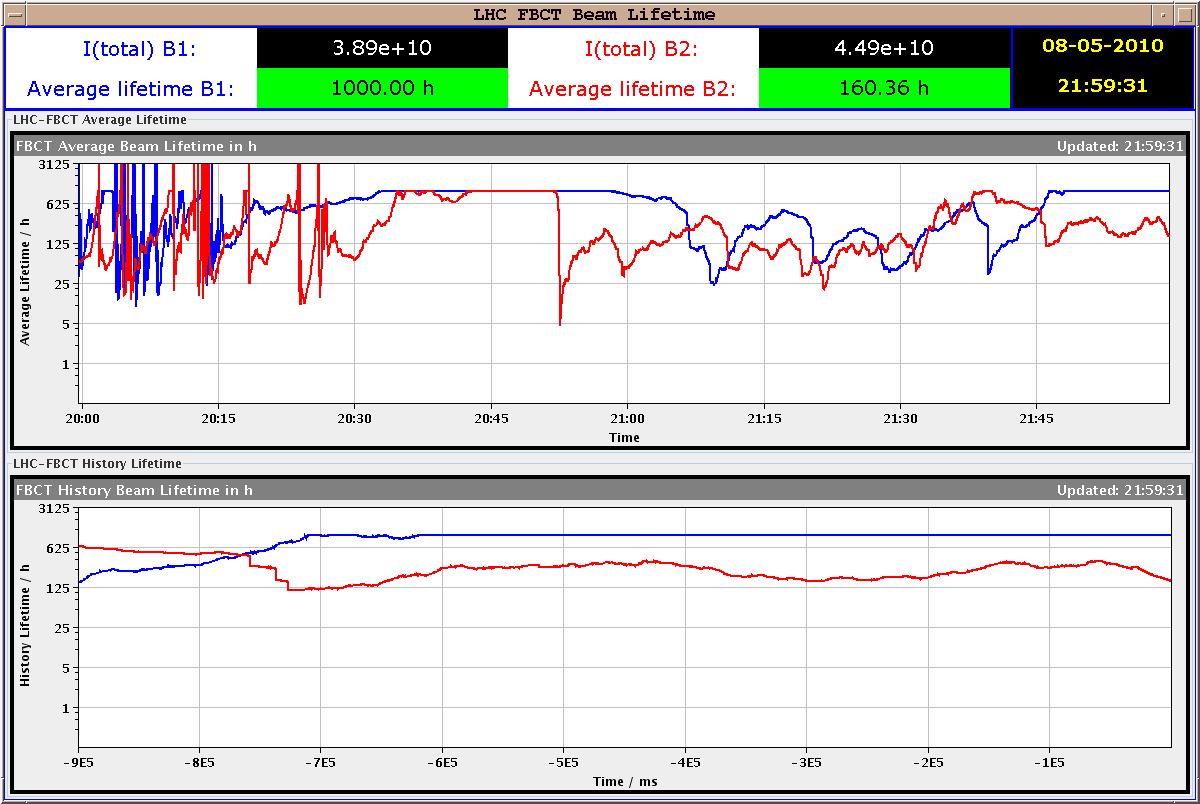 LHC FBCT Beam Lifetime
I(total) B1: 3.89e+10 I(total) B2: 4.49e+10 08-05-2010
Average lifetime B1: 1000.00 h Average lifetime B2: 160.36 h 21:59:31
LHC-FBCT Average Lifetime
FBCT Average Beam Lifetime in h Updated: 21:59:31
Average Lifetime / h
3125
625
125
25
5
1
20:00 20:15 20:30 20:45 21:00 21:15 21:30 21:45
Time
LHC-FBCT History Lifetime
FBCT History Beam Lifetime in h Updated: 21:59:31
History Lifetime / h
3125
625
125
25
5
1
-9E5 -8E5 -7E5 -6E5 -5E5 -4E5 -3E5 -2E5 -1E5
Time / ms